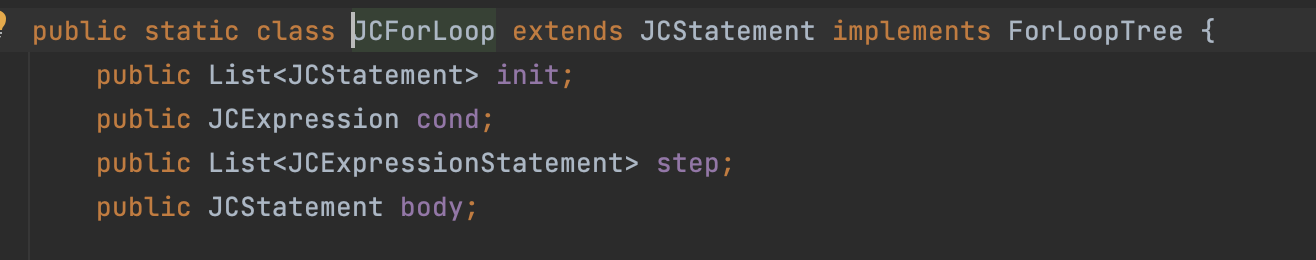 public static class JCForLoop extends JCStatement implements ForLoopTree {
public List<JCStatement> init;
public JCExpression cond;
public List<JCExpressionStatement> step;
public JCStatement body;